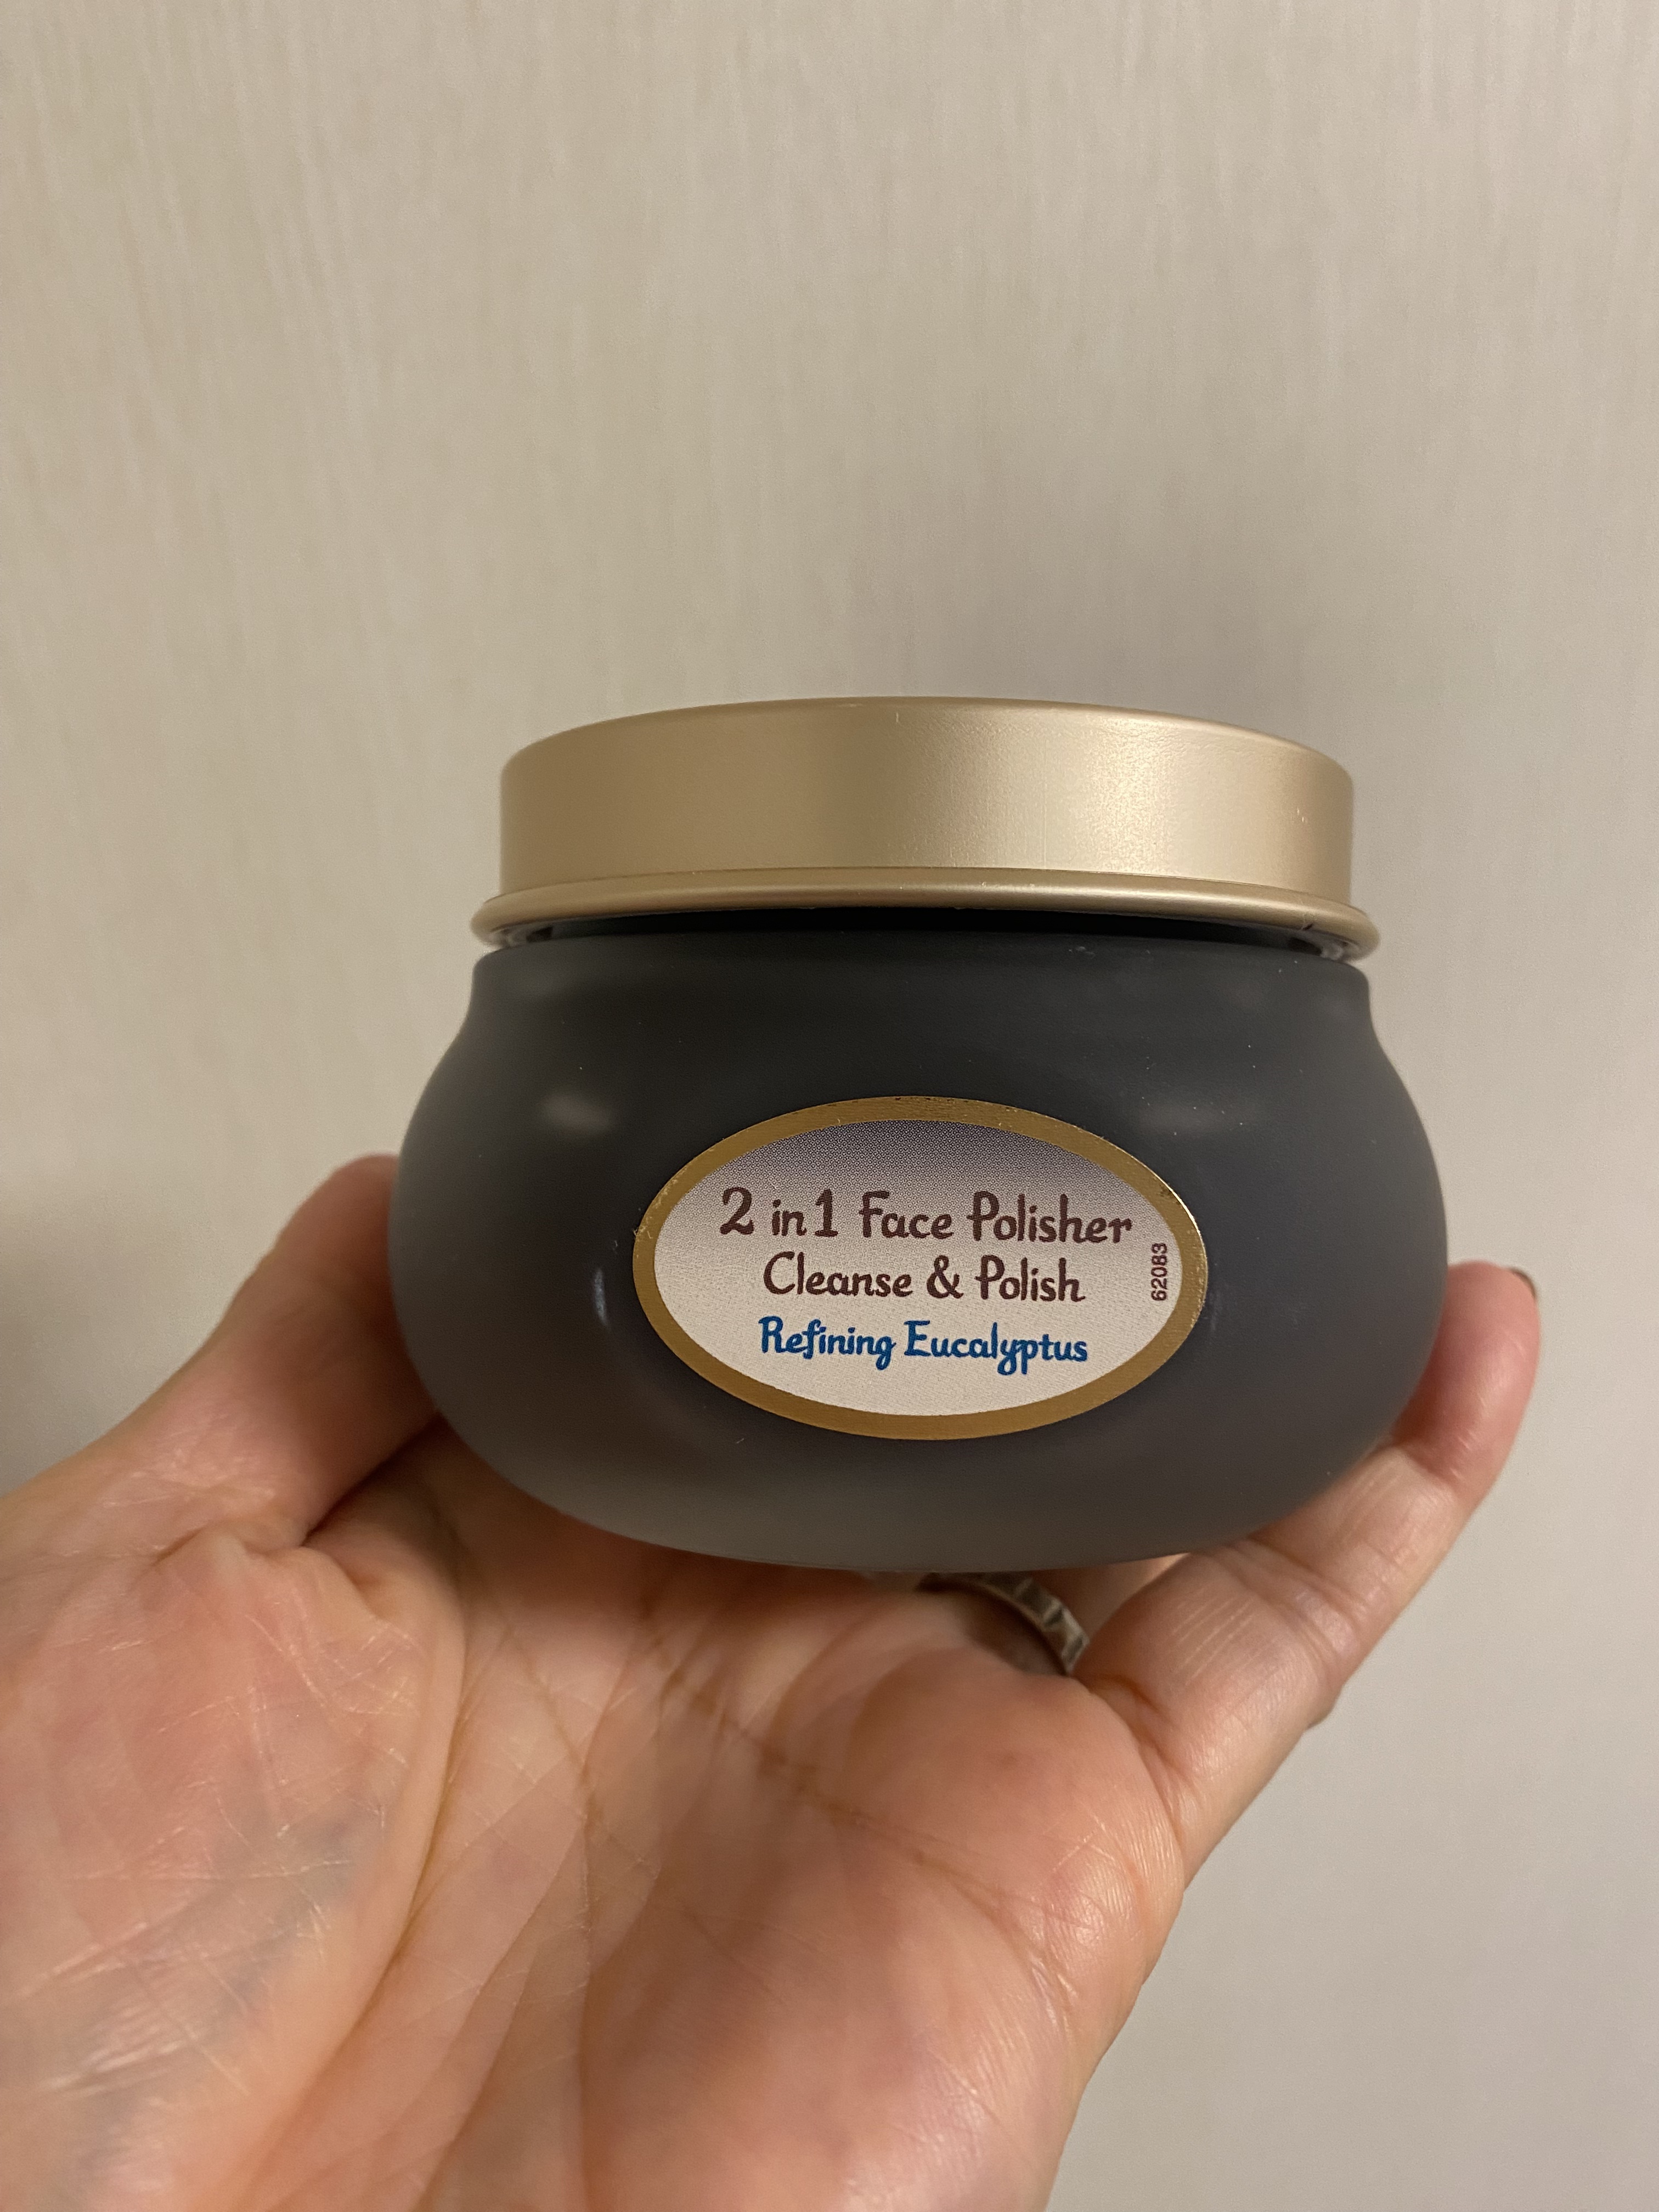 2 in 1 Face Polisher
Cleanse & Polish
Refining Eucalyptus
62083